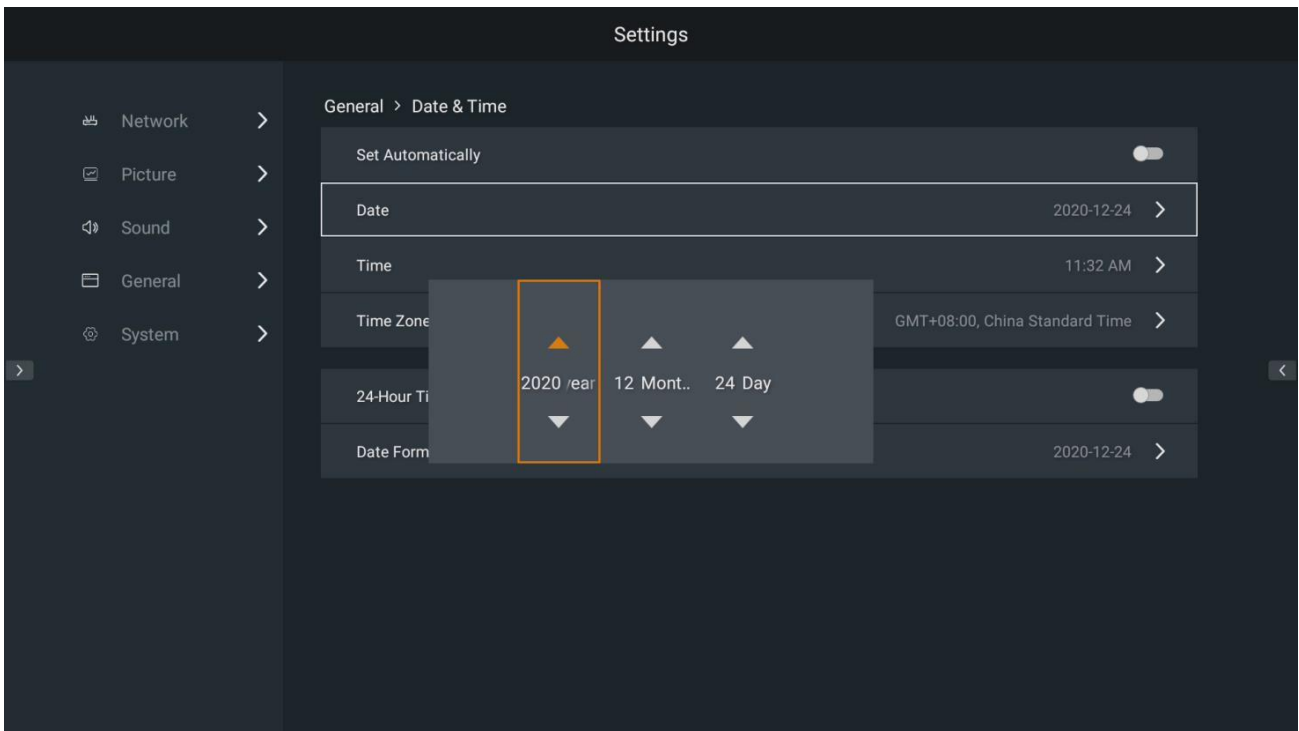 Settings
Network
Picture
Sound
General
System
General > Date & Time
Set Automatically
Date 2020-12-24
Time 11:32 AM
Time Zone GMT+08:00, China Standard Time
2020 year 12 Mont.. 24 Day
24-Hour Ti
Date Form 2020-12-24